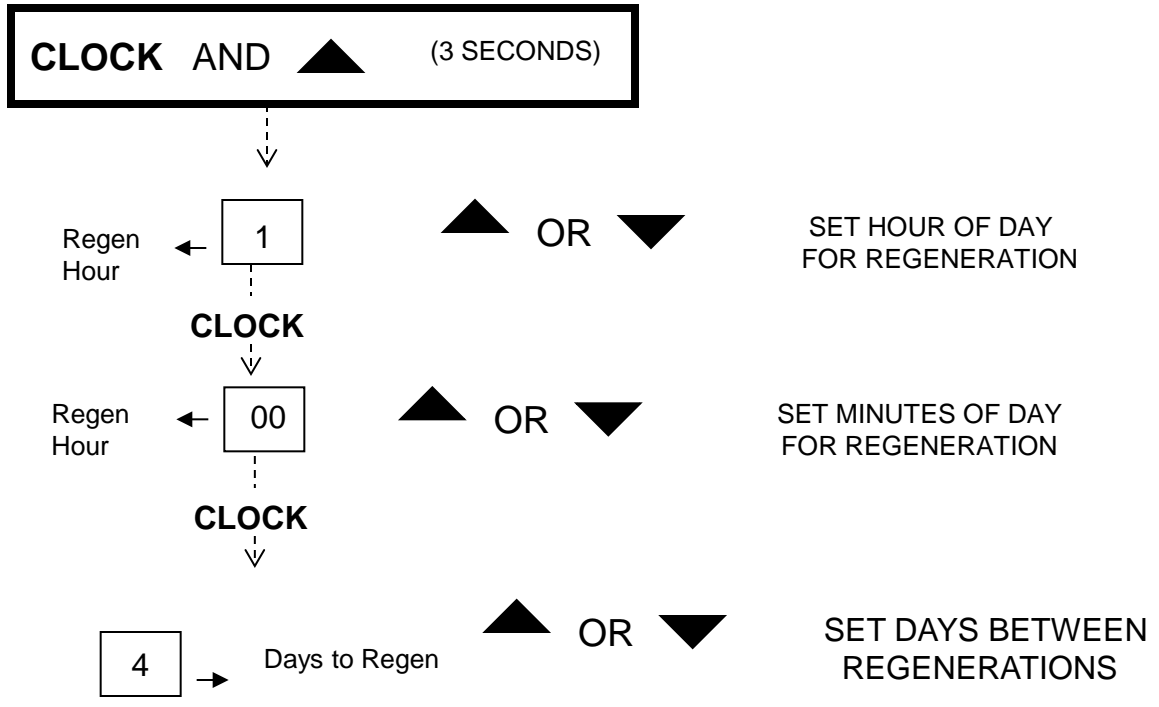 CLOCK AND ▲ (3 SECONDS)
Regen
Hour
1
▲ OR ▼
SET HOUR OF DAY
FOR REGENERATION
CLOCK
Regen
Hour
00
▲ OR ▼
SET MINUTES OF DAY
FOR REGENERATION
CLOCK
4
Days to Regen
▲ OR ▼
SET DAYS BETWEEN
REGENERATIONS